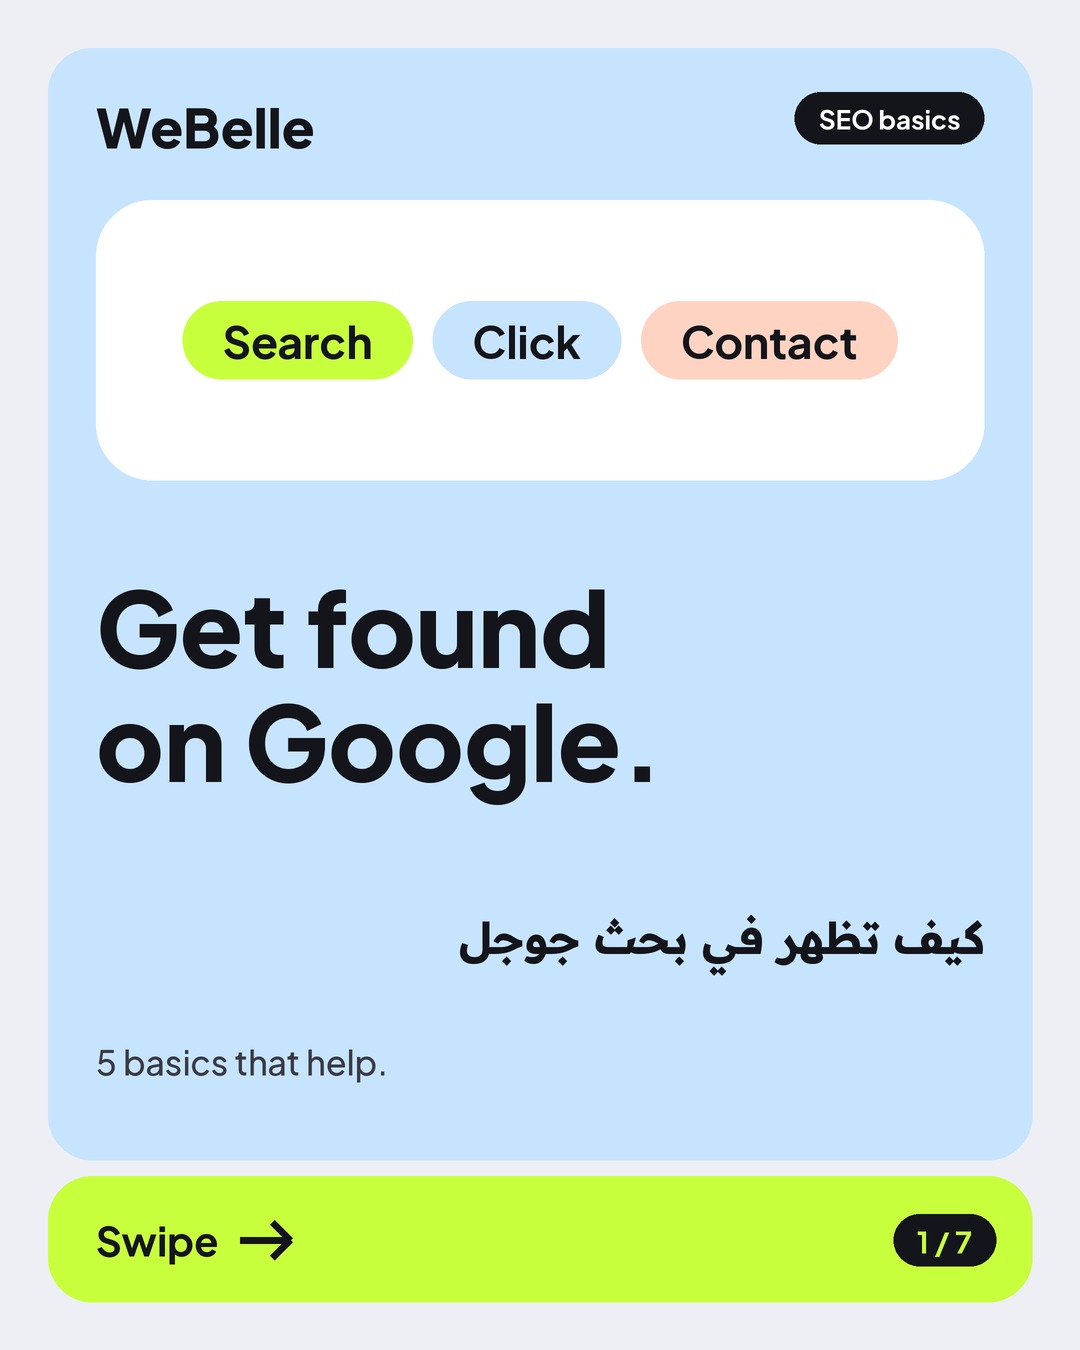 WeBelle
SEO basics
Search Click Contact
Get found
on Google.
كيف تظهر في بحث جوجل
5 basics that help.
Swipe →
1 / 7